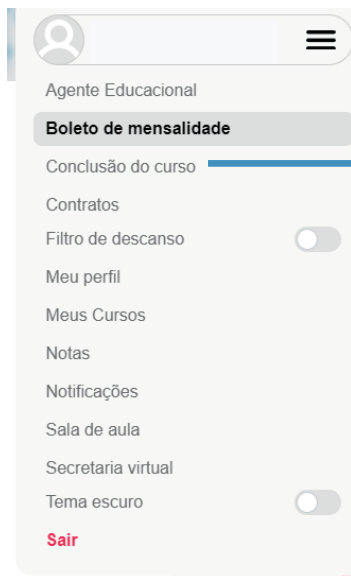 Agente Educacional
Boleto de mensalidade
Conclusão do curso
Contratos
Filtro de descanso
Meu perfil
Meus Cursos
Notas
Notificações
Sala de aula
Secretaria virtual
Tema escuro
Sair